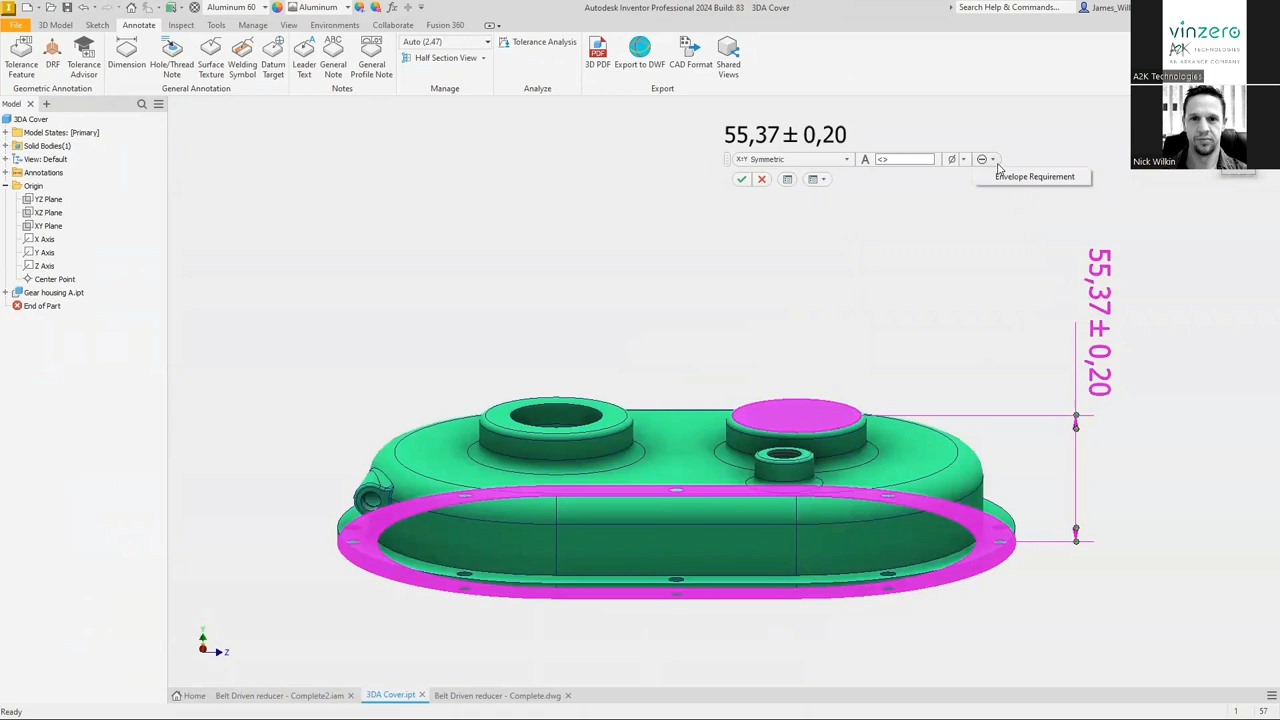 Aluminum 60
Aluminum
fx
Autodesk Inventor Professional 2024 Build: 83   3DA Cover
Search Help & Commands...
James_Wil
File
3D Model
Sketch
Annotate
Inspect
Tools
Manage
View
Environments
Collaborate
Fusion 360
Tolerance
Feature
DRF
Tolerance
Advisor
Dimension
Hole/Thread
Note
Surface
Texture
Welding
Symbol
Datum
Target
Leader
Text
General
Note
General
Profile Note
Auto (2.47)
Half Section View
Tolerance Analysis
3D PDF
Export to DWF
CAD Format
Shared
Views
Geometric Annotation
General Annotation
Notes
Manage
Analyze
Export
vinzero
A2K TECHNOLOGIES
AN ARKANCE COMPANY
A2K Technologies
Nick Wilkin
Model
3DA Cover
Model States: [Primary]
Solid Bodies(1)
View: Default
Annotations
Origin
YZ Plane
XZ Plane
XY Plane
X Axis
Y Axis
Z Axis
Center Point
Gear housing A.ipt
End of Part
55,37± 0,20
Symmetric
A
<>
Envelope Requirement
55,37± 0,20
Y
Z
Home
Belt Driven reducer - Complete2.iam
3DA Cover.ipt
Belt Driven reducer - Complete.dwg
Ready
1
57